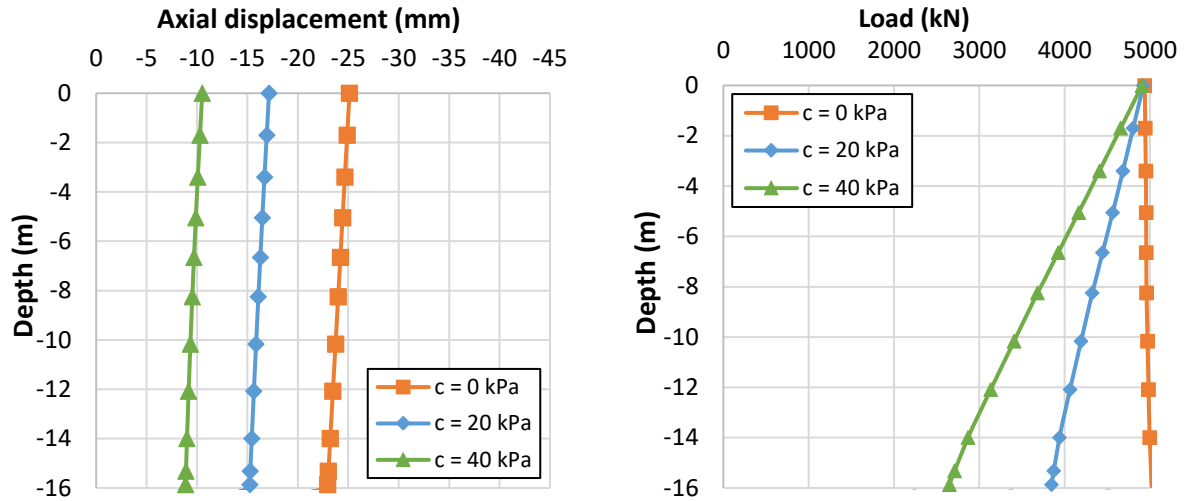 Axial displacement (mm)
0 -5 -10 -15 -20 -25 -30 -35 -40 -45
Depth (m)
0
-2
-4
-6
-8
-10
-12
-14
-16
c = 0 kPa
c = 20 kPa
c = 40 kPa
Load (kN)
0 1000 2000 3000 4000 5000
Depth (m)
0
-2
-4
-6
-8
-10
-12
-14
-16
c = 0 kPa
c = 20 kPa
c = 40 kPa